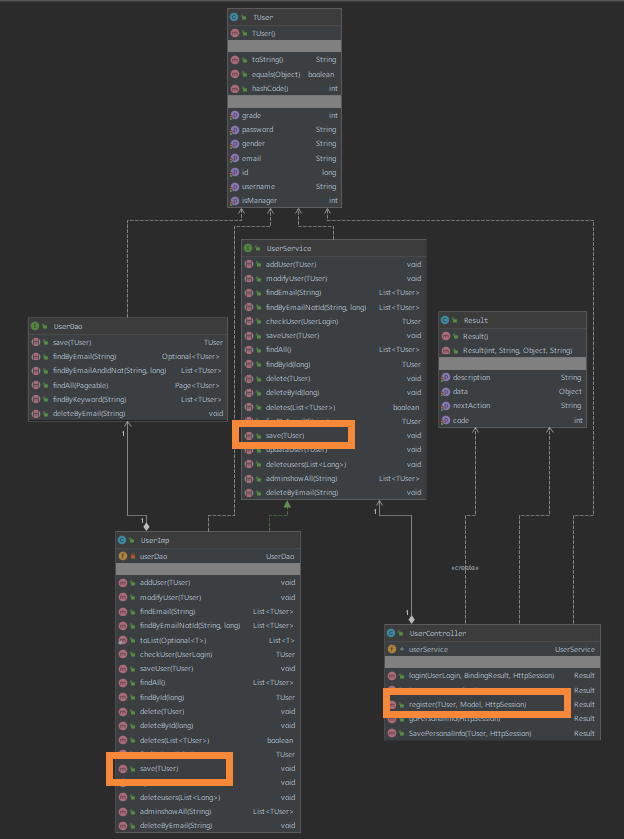 TUser
TUser()
toString() String
equals(Object) boolean
hashCode() int
grade int
password String
gender String
email String
id long
username String
isManager int
UserService
addUser(TUser) void
modifyUser(TUser) void
findEmail(String) List<TUser>
findByEmailNotId(String, long) List<TUser>
checkUser(UserLogin) TUser
saveUser(TUser) void
findAll() List<TUser>
findById(long) TUser
delete(TUser) void
deleteById(long) void
deletes(List<TUser>) boolean
TUser
save(TUser) void
updataUser(TUser) void
deleteusers(List<Long>) void
adminshowAll(String) List<TUser>
deleteByEmail(String) void
UserDao
save(TUser) TUser
findByEmail(String) Optional<TUser>
findByEmailAndIdNot(String, long) List<TUser>
findAll(Pageable) Page<TUser>
findByKeyword(String) List<TUser>
deleteByEmail(String) void
Result
Result()
Result(int, String, Object, String)
description String
data Object
nextAction String
code int
1
1
1
1
«create»
UserImp
userDao UserDao
addUser(TUser) void
modifyUser(TUser) void
findEmail(String) List<TUser>
findByEmailNotId(String, long) List<TUser>
toList(Optional<T>) List<T>
checkUser(UserLogin) TUser
saveUser(TUser) void
findAll() List<TUser>
findById(long) TUser
delete(TUser) void
deleteById(long) void
deletes(List<TUser>) boolean
TUser
save(TUser) void
void
deleteusers(List<Long>) void
adminshowAll(String) List<TUser>
deleteByEmail(String) void
UserController
userService UserService
login(UserLogin, BindingResult, HttpSession) Result
Result
register(TUser, Model, HttpSession) Result
goPersonalInfo(HttpSession) Result
SavePersonalInfo(TUser, HttpSession) Result